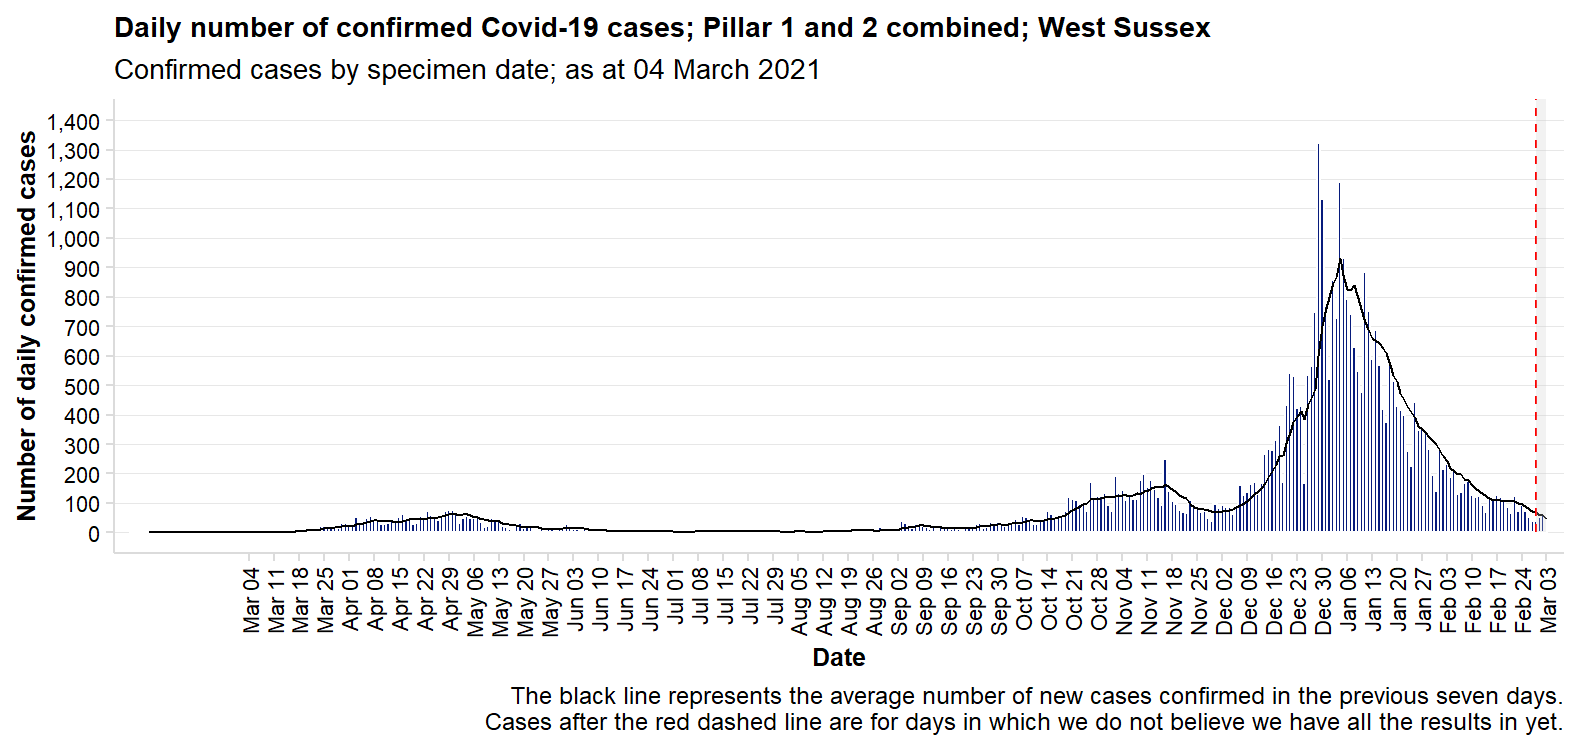 Daily number of confirmed Covid-19 cases; Pillar 1 and 2 combined; West Sussex
Confirmed cases by specimen date; as at 04 March 2021
Number of daily confirmed cases
1,400
1,300
1,200
1,100
1,000
900
800
700
600
500
400
300
200
100
0
Mar 04
Mar 11
Mar 18
Mar 25
Apr 01
Apr 08
Apr 15
Apr 22
Apr 29
May 06
May 13
May 20
May 27
Jun 03
Jun 10
Jun 17
Jun 24
Jul 01
Jul 08
Jul 15
Jul 22
Jul 29
Aug 05
Aug 12
Aug 19
Aug 26
Sep 02
Sep 09
Sep 16
Sep 23
Sep 30
Oct 07
Oct 14
Oct 21
Oct 28
Nov 04
Nov 11
Nov 18
Nov 25
Dec 02
Dec 09
Dec 16
Dec 23
Dec 30
Jan 06
Jan 13
Jan 20
Jan 27
Feb 03
Feb 10
Feb 17
Feb 24
Mar 03
Date
The black line represents the average number of new cases confirmed in the previous seven days.
Cases after the red dashed line are for days in which we do not believe we have all the results in yet.